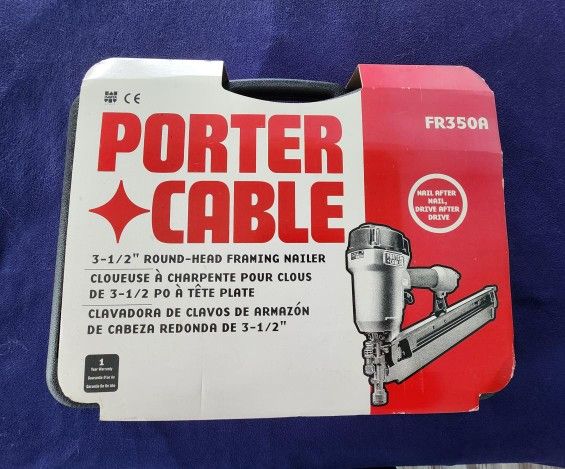 CE
PORTER
CABLE
FR350A
NAIL AFTER
NAIL,
DRIVE AFTER
DRIVE
3-1/2" ROUND-HEAD FRAMING NAILER
CLOUEUSE À CHARPENTE POUR CLOUS
DE 3-1/2 PO À TÊTE PLATE
CLAVADORA DE CLAVOS DE ARMAZÓN
DE CABEZA REDONDA DE 3-1/2"
1
Year Warranty